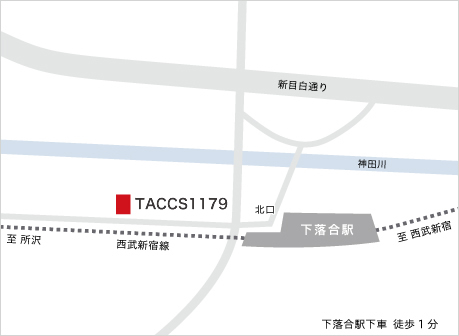 新目白通り
神田川
TACCS1179
北口
下落合駅
至 所沢
西武新宿線
至 西武新宿
下落合駅下車 徒歩1分